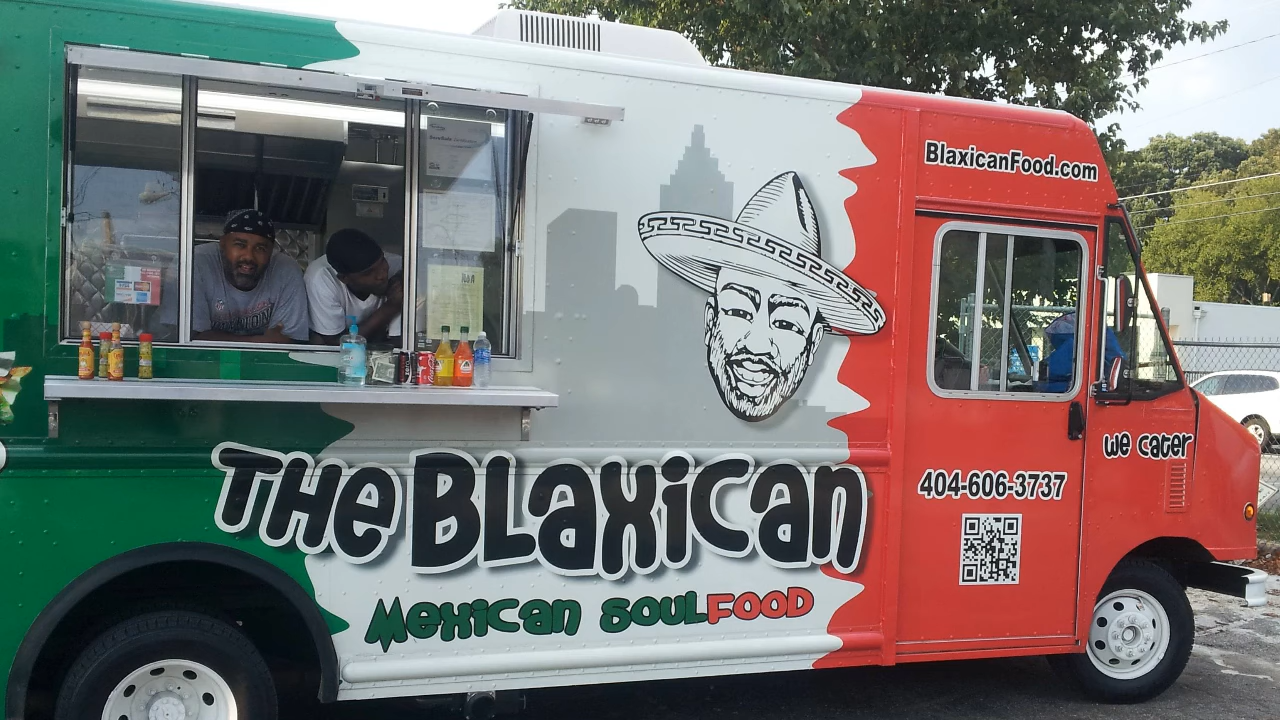 BlaxicanFood.com
THE BLAXICAN
MEXICAN SOULFOOD
404-606-3737
WE CATER